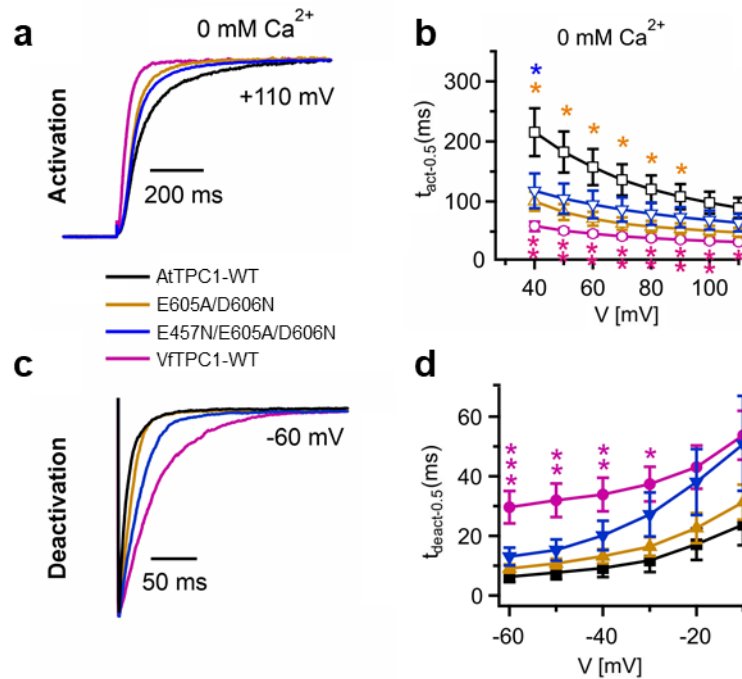 a
0 mM Ca2+
Activation
+110 mV
200 ms
AtTPC1-WT
E605A/D606N
E457N/E605A/D606N
VfTPC1-WT
b
0 mM Ca2+
tact-0.5(ms)
300
200
100
0
* *
* * * * *
** ** ** ** ** ** ** **
40 60 80 100
V [mV]
c
Deactivation
-60 mV
50 ms
d
tdeact-0.5(ms)
60
40
20
0
*** ** ** *
-60 -40 -20
V [mV]